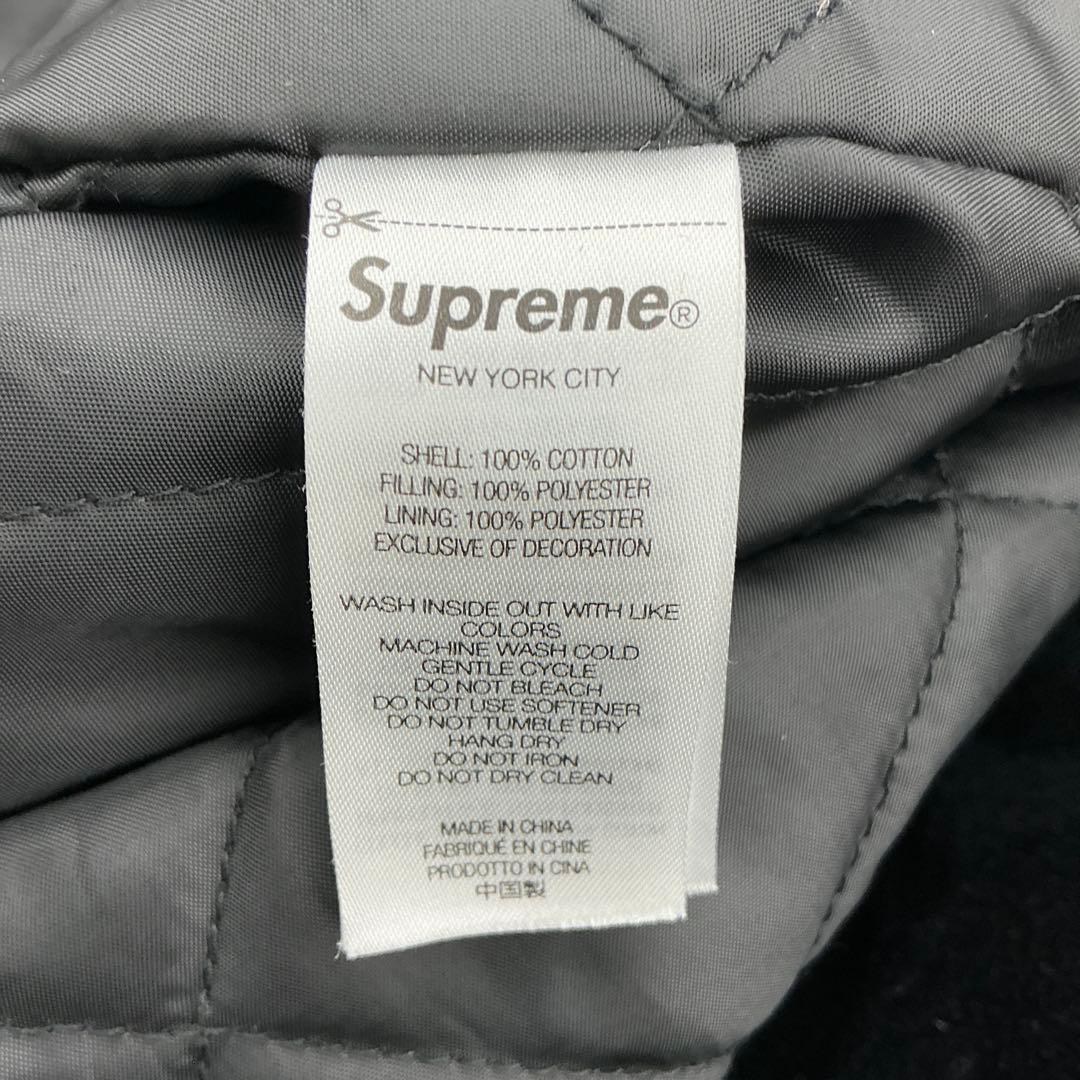 Supreme®
NEW YORK CITY
SHELL: 100% COTTON
FILLING: 100% POLYESTER
LINING: 100% POLYESTER
EXCLUSIVE OF DECORATION
WASH INSIDE OUT WITH LIKE
COLORS
MACHINE WASH COLD
GENTLE CYCLE
DO NOT BLEACH
DO NOT USE SOFTENER
DO NOT TUMBLE DRY
HANG DRY
DO NOT IRON
DO NOT DRY CLEAN
MADE IN CHINA
FABRIQUÉ EN CHINE
PRODOTTO IN CINA
中国製